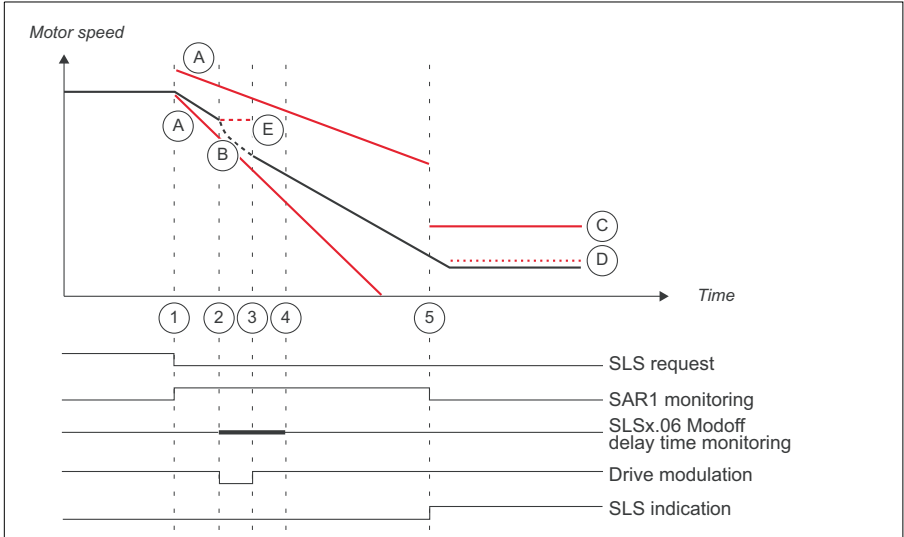 Motor speed
A
A
E
B
C
D
Time
1 2 3 4 5
SLS request
SAR1 monitoring
SLSx.06 Modoff
delay time monitoring
Drive modulation
SLS indication